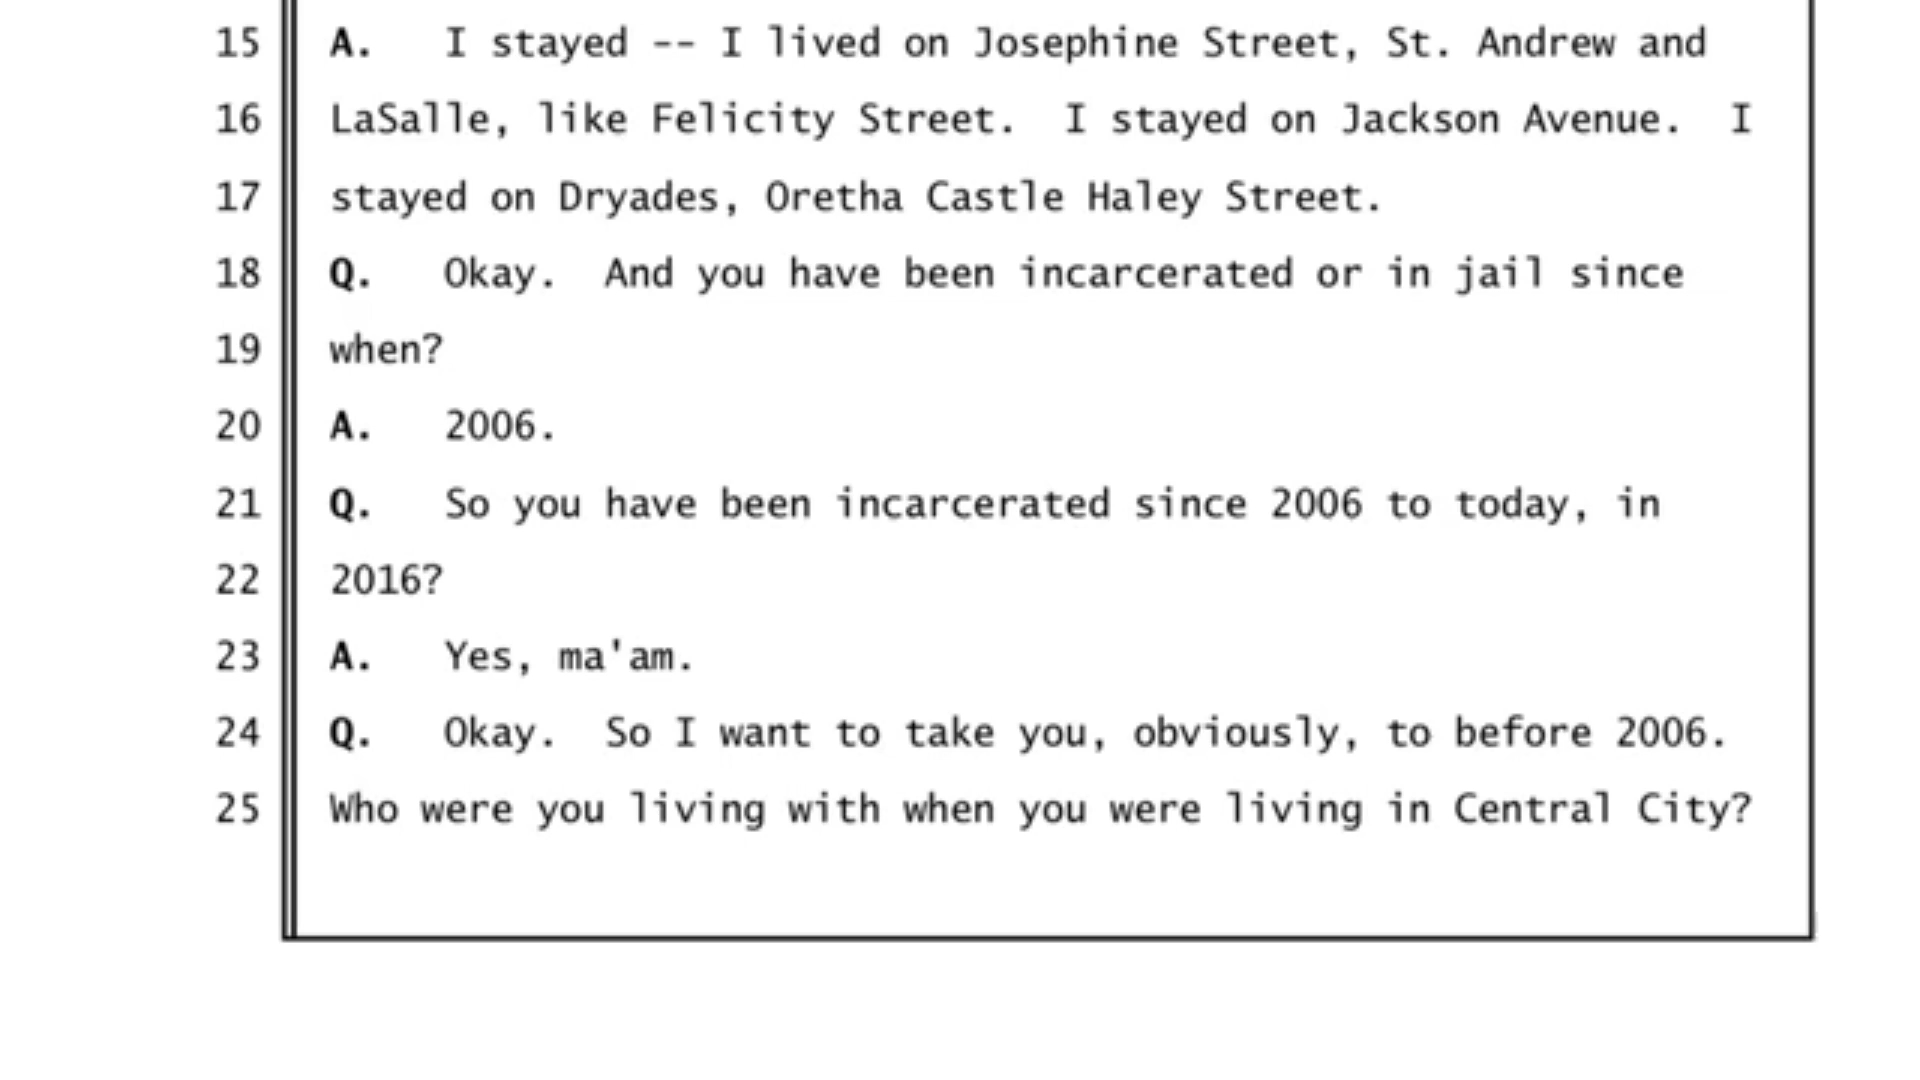 15 A. I stayed -- I lived on Josephine Street, St. Andrew and
16 LaSalle, like Felicity Street. I stayed on Jackson Avenue. I
17 stayed on Dryades, Oretha Castle Haley Street.
18 Q. Okay. And you have been incarcerated or in jail since
19 when?
20 A. 2006.
21 Q. So you have been incarcerated since 2006 to today, in
22 2016?
23 A. Yes, ma'am.
24 Q. Okay. So I want to take you, obviously, to before 2006.
25 Who were you living with when you were living in Central City?